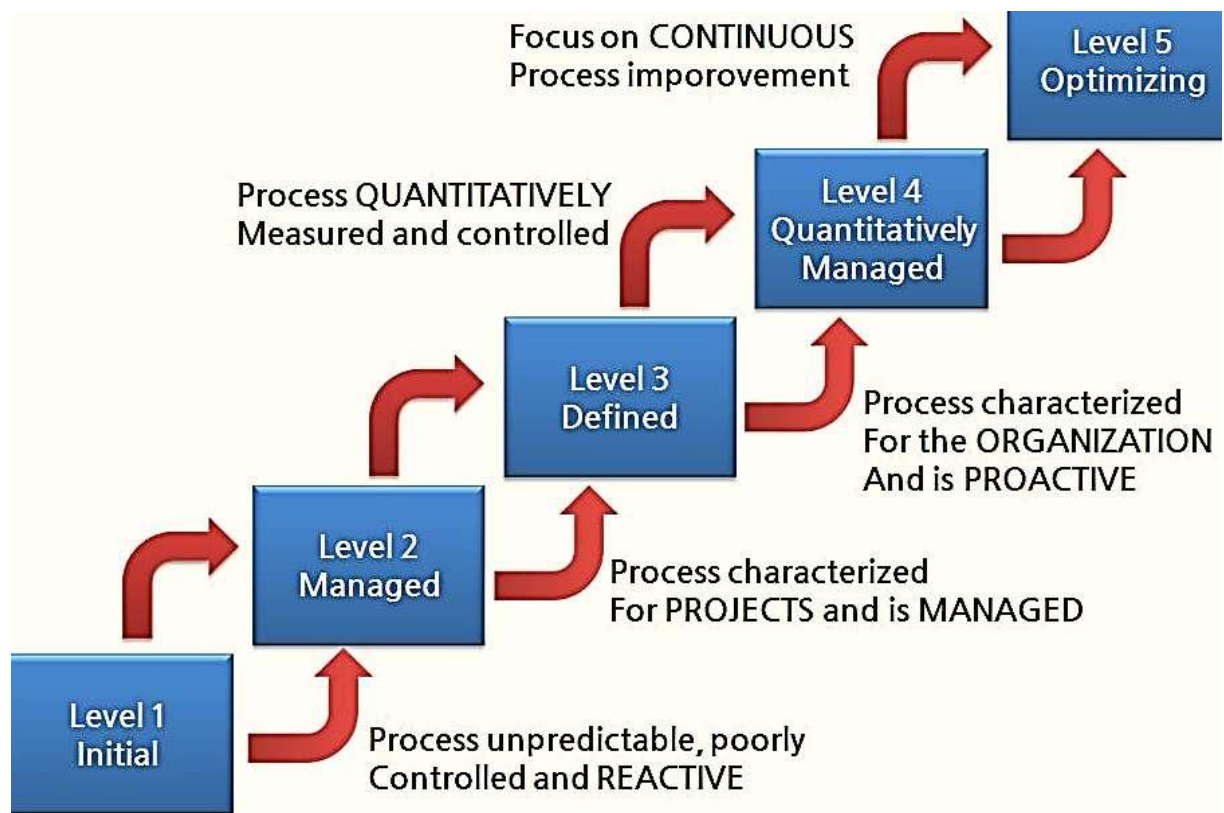 Focus on CONTINUOUS
Process imporovement
Level 5
Optimizing
Process QUANTITATIVELY
Measured and controlled
Level 4
Quantitatively
Managed
Level 3
Defined
Process characterized
For the ORGANIZATION
And is PROACTIVE
Level 2
Managed
Process characterized
For PROJECTS and is MANAGED
Level 1
Initial
Process unpredictable, poorly
Controlled and REACTIVE